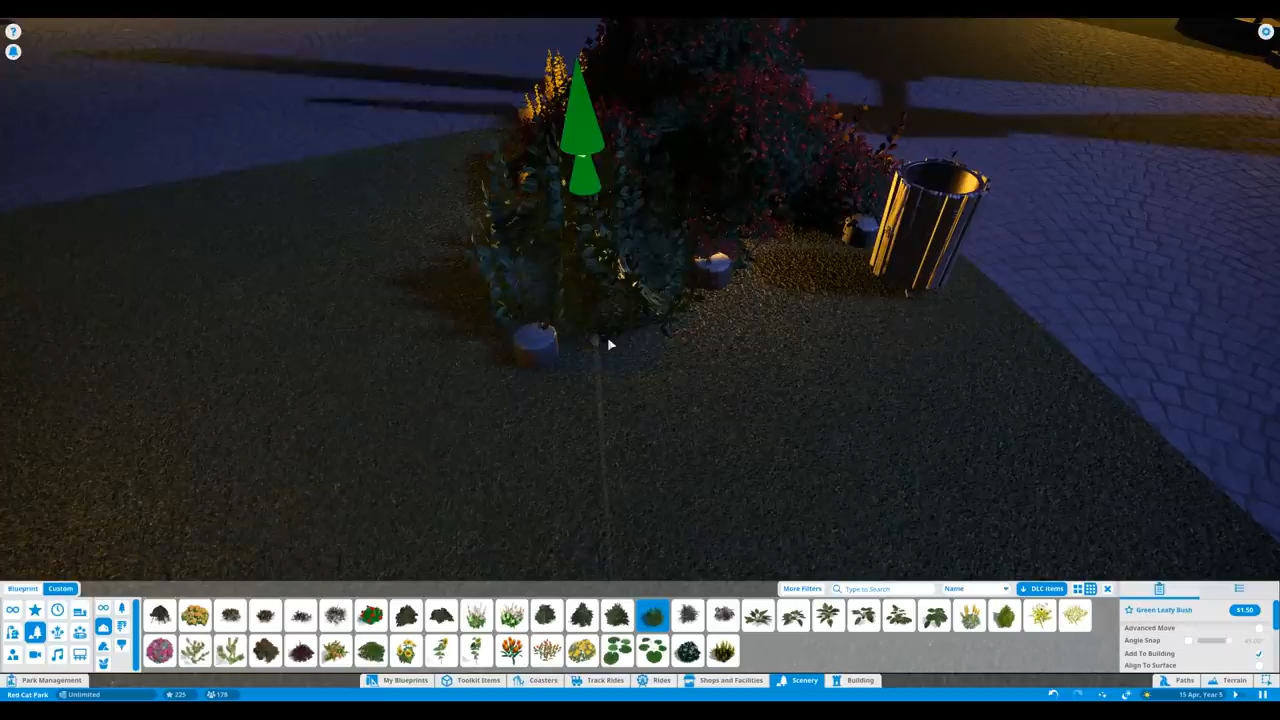 ?
Blueprint Custom
More Filters Type to Search Name DLC items
Green Leafy Bush $1.50
Advanced Move
Angle Snap
Add To Building
Align To Surface
Park Management My Blueprints Toolkit Items Coasters Track Rides Rides Shops and Facilities Scenery Building Paths Terrain
Red Cat Park Unlimited 225 178 15 Apr, Year 5